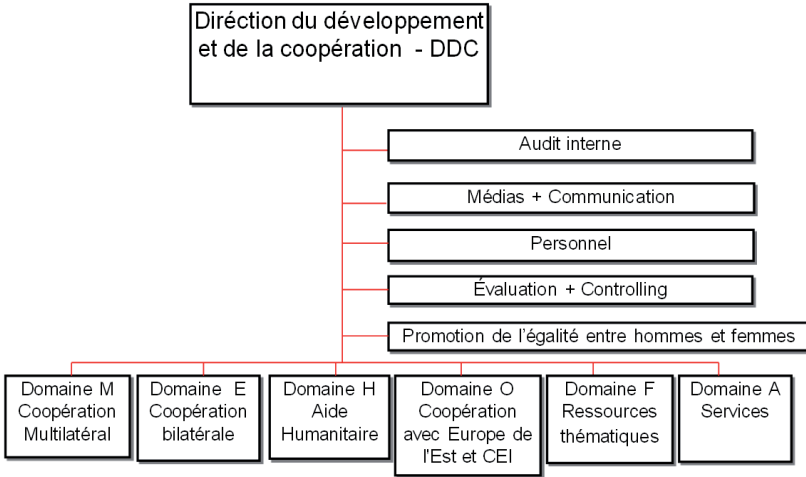 Diréction du développement
et de la coopération - DDC
Audit interne
Médias + Communication
Personnel
Évaluation + Controlling
Promotion de l'égalité entre hommes et femmes
Domaine M
Coopération
Multilatéral
Domaine E
Coopération
bilatérale
Domaine H
Aide
Humanitaire
Domaine O
Coopération
avec Europe de
l'Est et CEI
Domaine F
Ressources
thématiques
Domaine A
Services